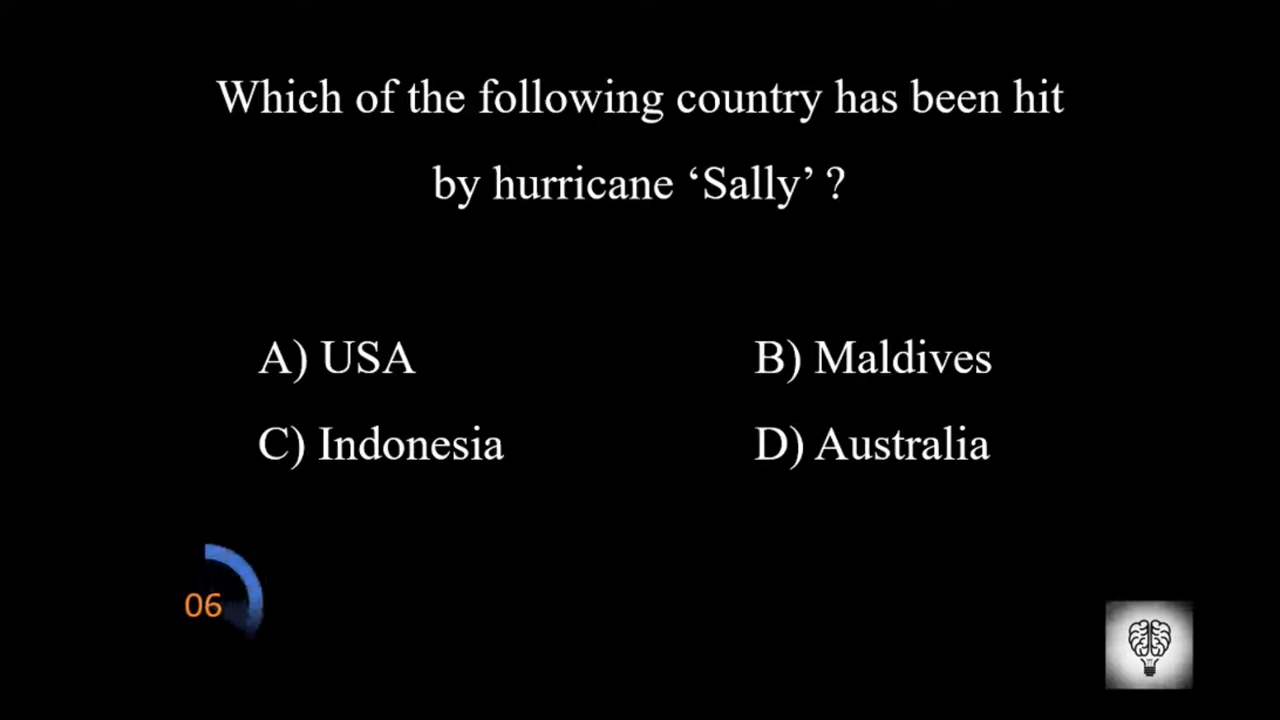 Which of the following country has been hit
by hurricane ‘Sally’ ?
A) USA
B) Maldives
C) Indonesia
D) Australia
06